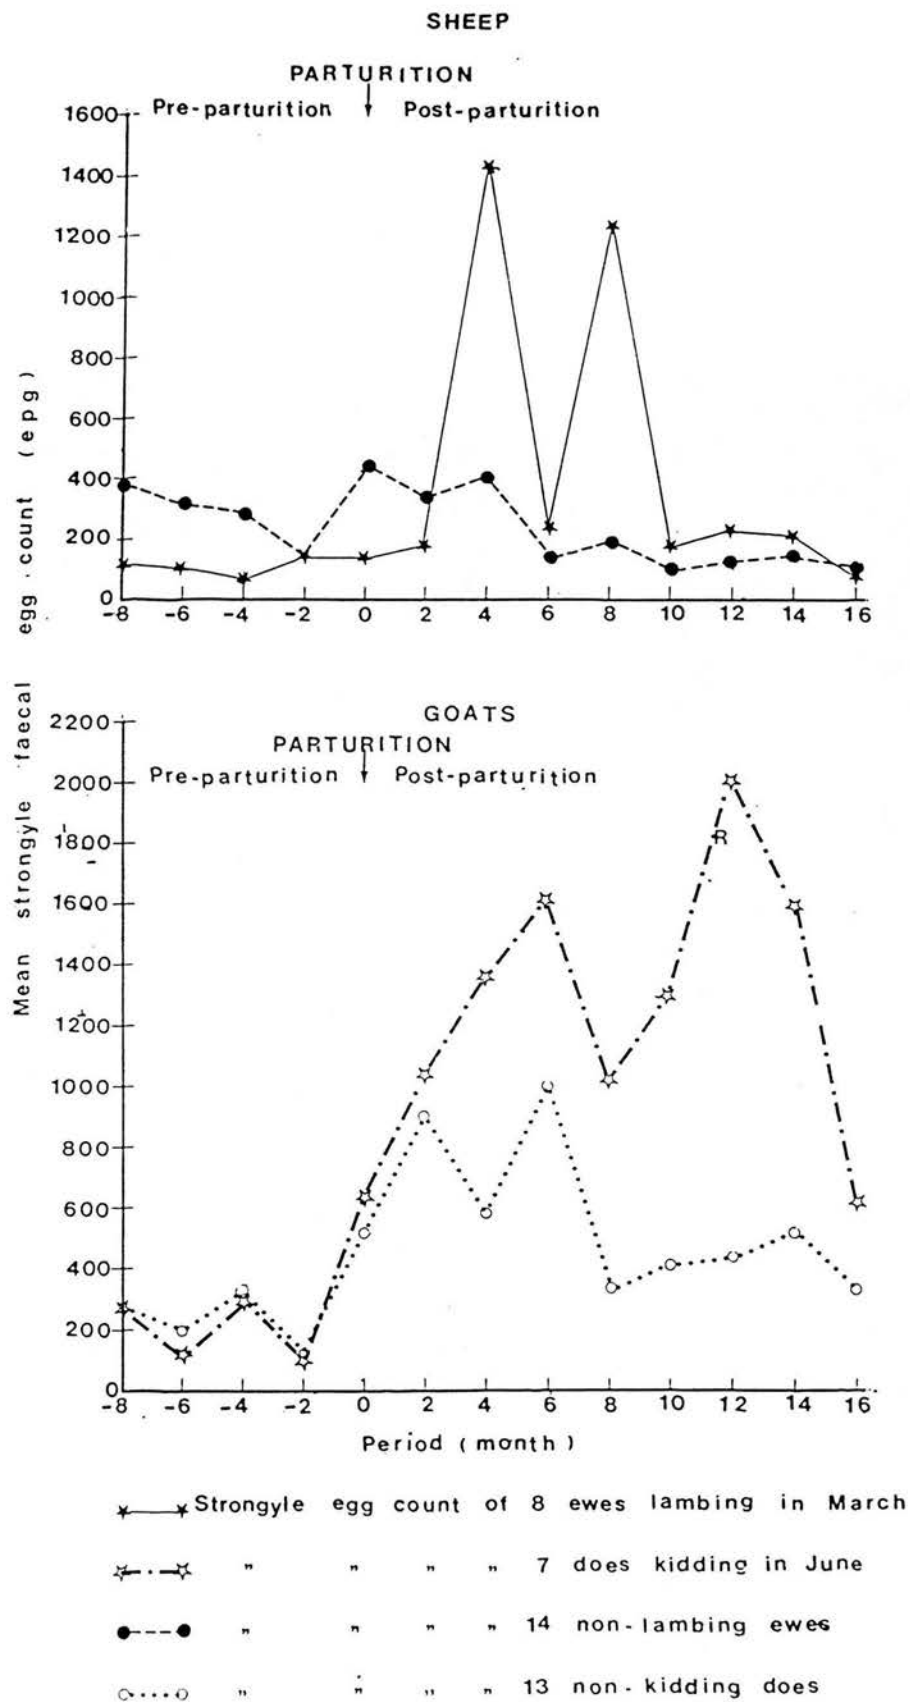 SHEEP
PARTURITION
Pre-parturition Post-parturition
1600
1400
1200
1000
800
600
400
200
0
-8 -6 -4 -2 0 2 4 6 8 10 12 14 16
Mean strongyle faecal egg count (epg)
GOATS
PARTURITION
Pre-parturition Post-parturition
2200
2000
1800
1600
1400
1200
1000
800
600
400
200
0
R
-8 -6 -4 -2 0 2 4 6 8 10 12 14 16
Period (month)
Strongyle egg count of 8 ewes lambing in March
" " " " 7 does kidding in June
" " " " 14 non-lambing ewes
" " " " 13 non-kidding does